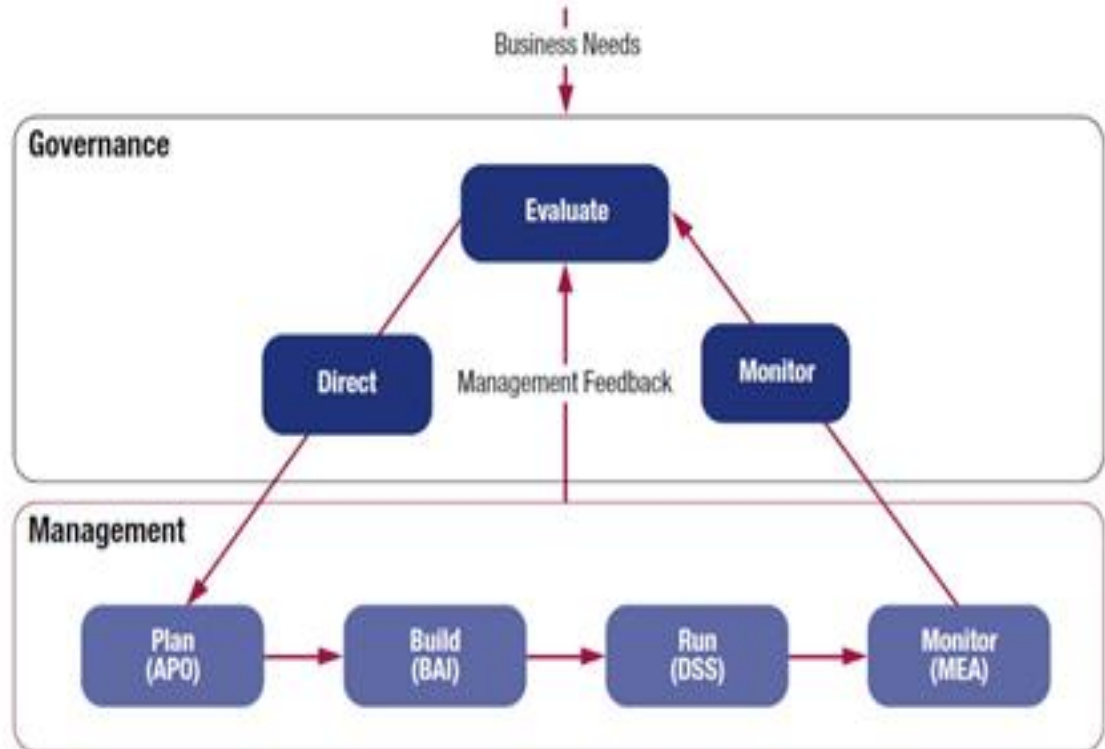 Business Needs
Governance
Evaluate
Direct
Management Feedback
Monitor
Management
Plan
(APO)
Build
(BAI)
Run
(DSS)
Monitor
(MEA)